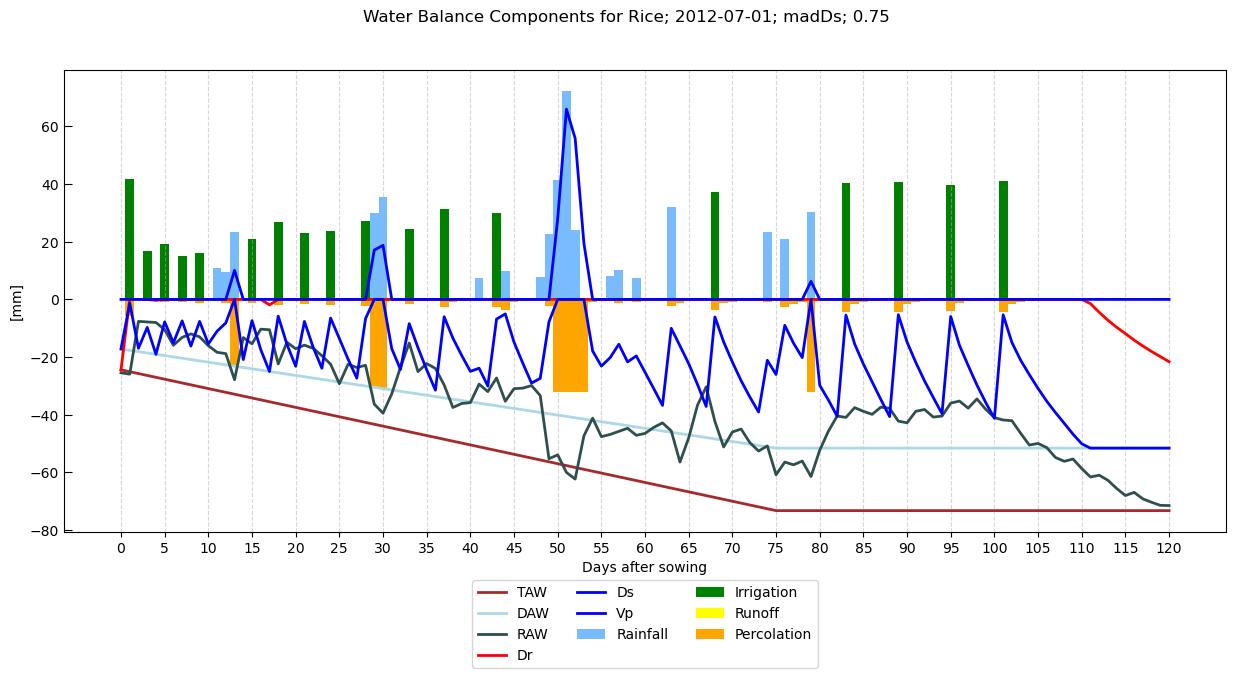 Water Balance Components for Rice; 2012-07-01; madDs; 0.75
[mm]
60
40
20
0
−20
−40
−60
−80
0 5 10 15 20 25 30 35 40 45 50 55 60 65 70 75 80 85 90 95 100 105 110 115 120
Days after sowing
TAW Ds Irrigation
DAW Vp Runoff
RAW Rainfall Percolation
Dr